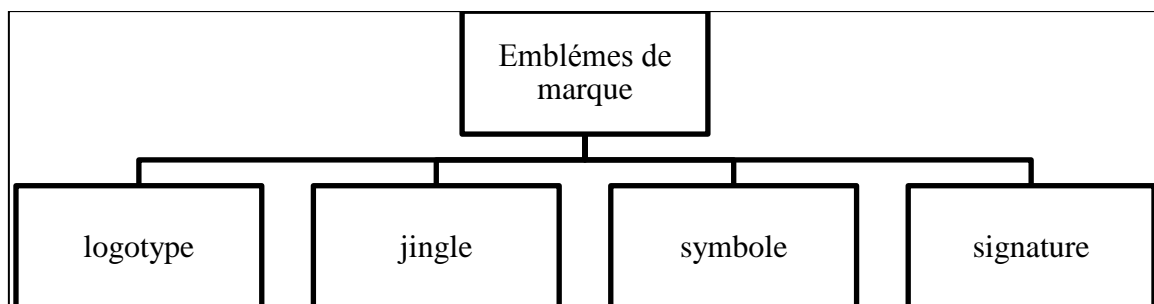 Emblémes de
marque
logotype
jingle
symbole
signature